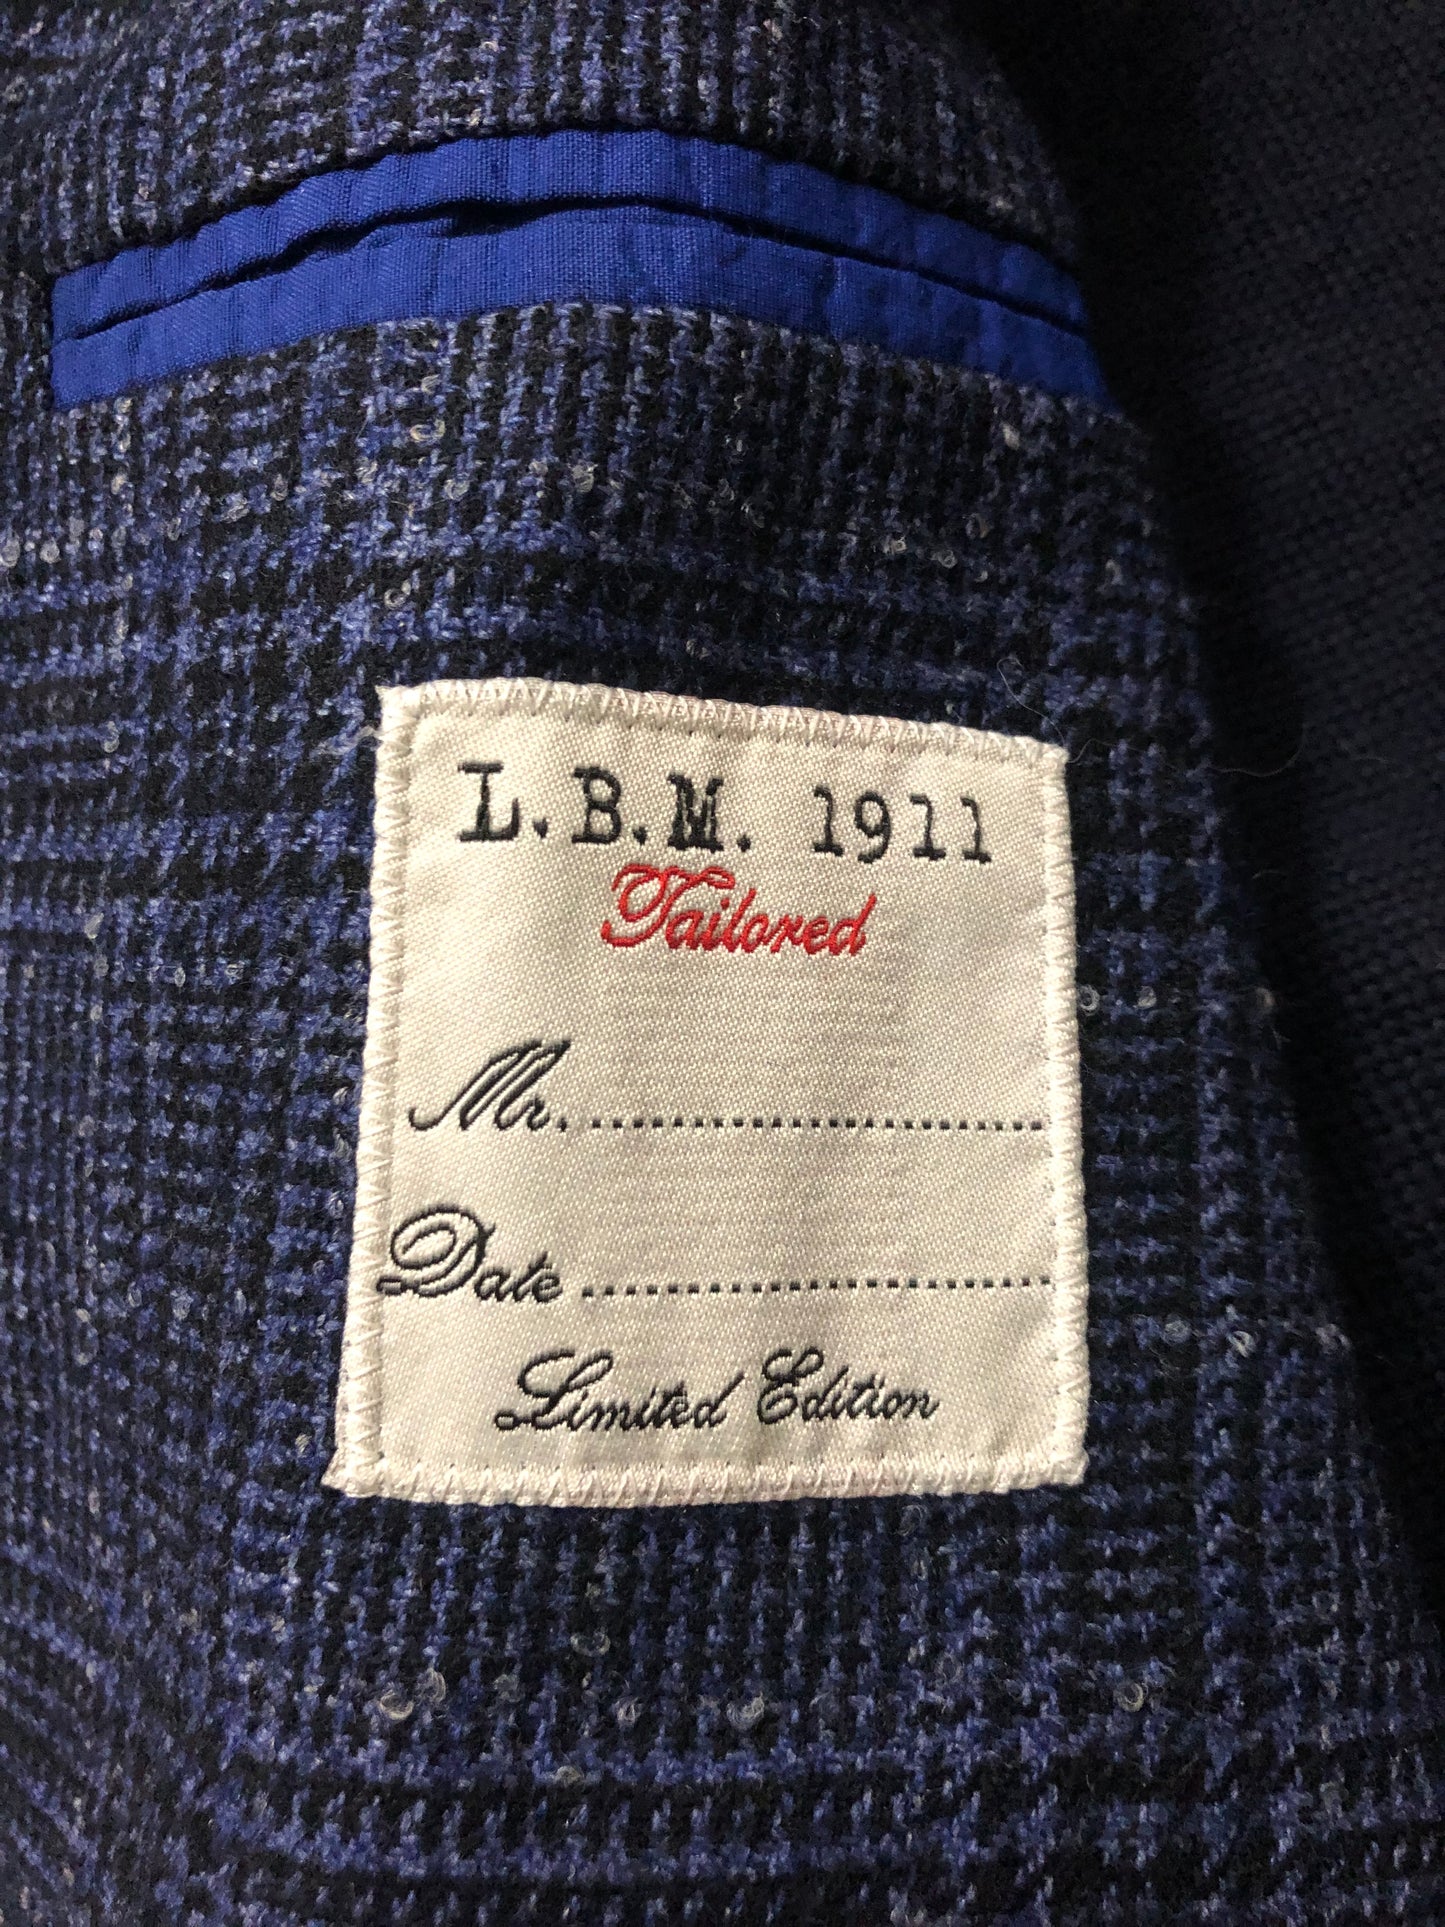 L.B.M. 1911
Tailored
Mr. ..............................
Date ..............................
Limited Edition